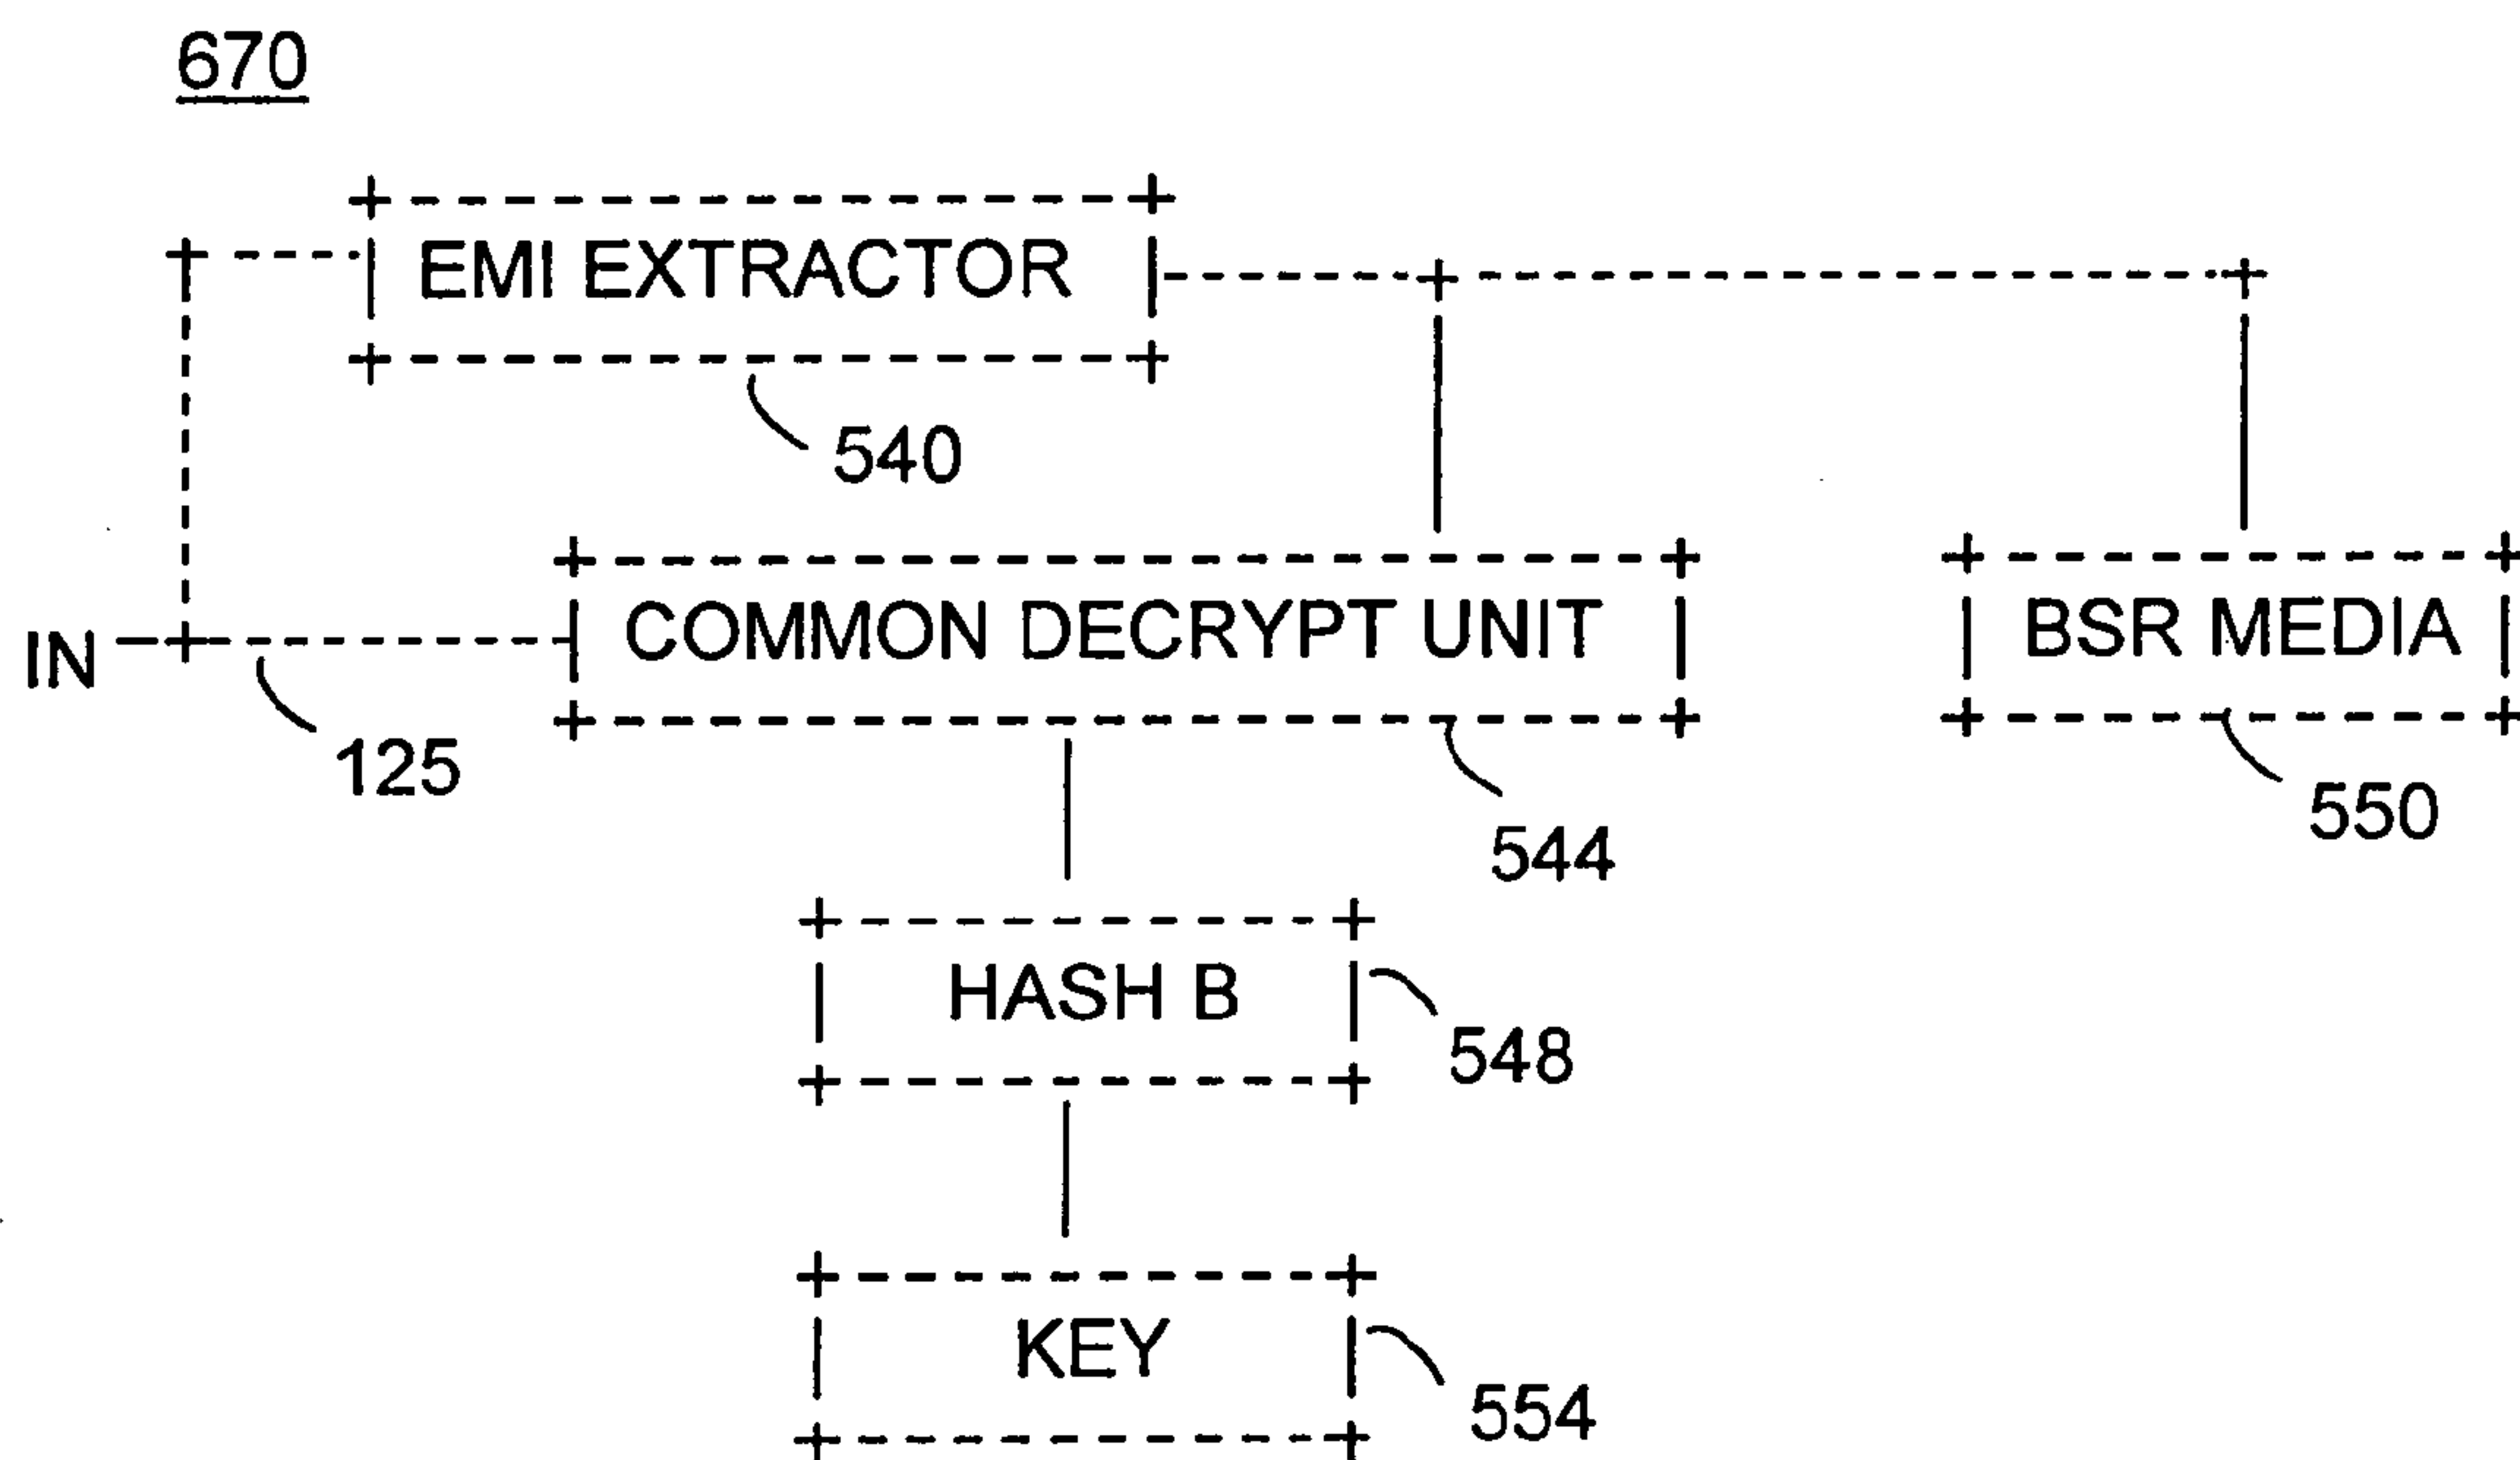 670
EMI EXTRACTOR
540
IN
COMMON DECRYPT UNIT
BSR MEDIA
125
550
544
HASH B
548
KEY
554